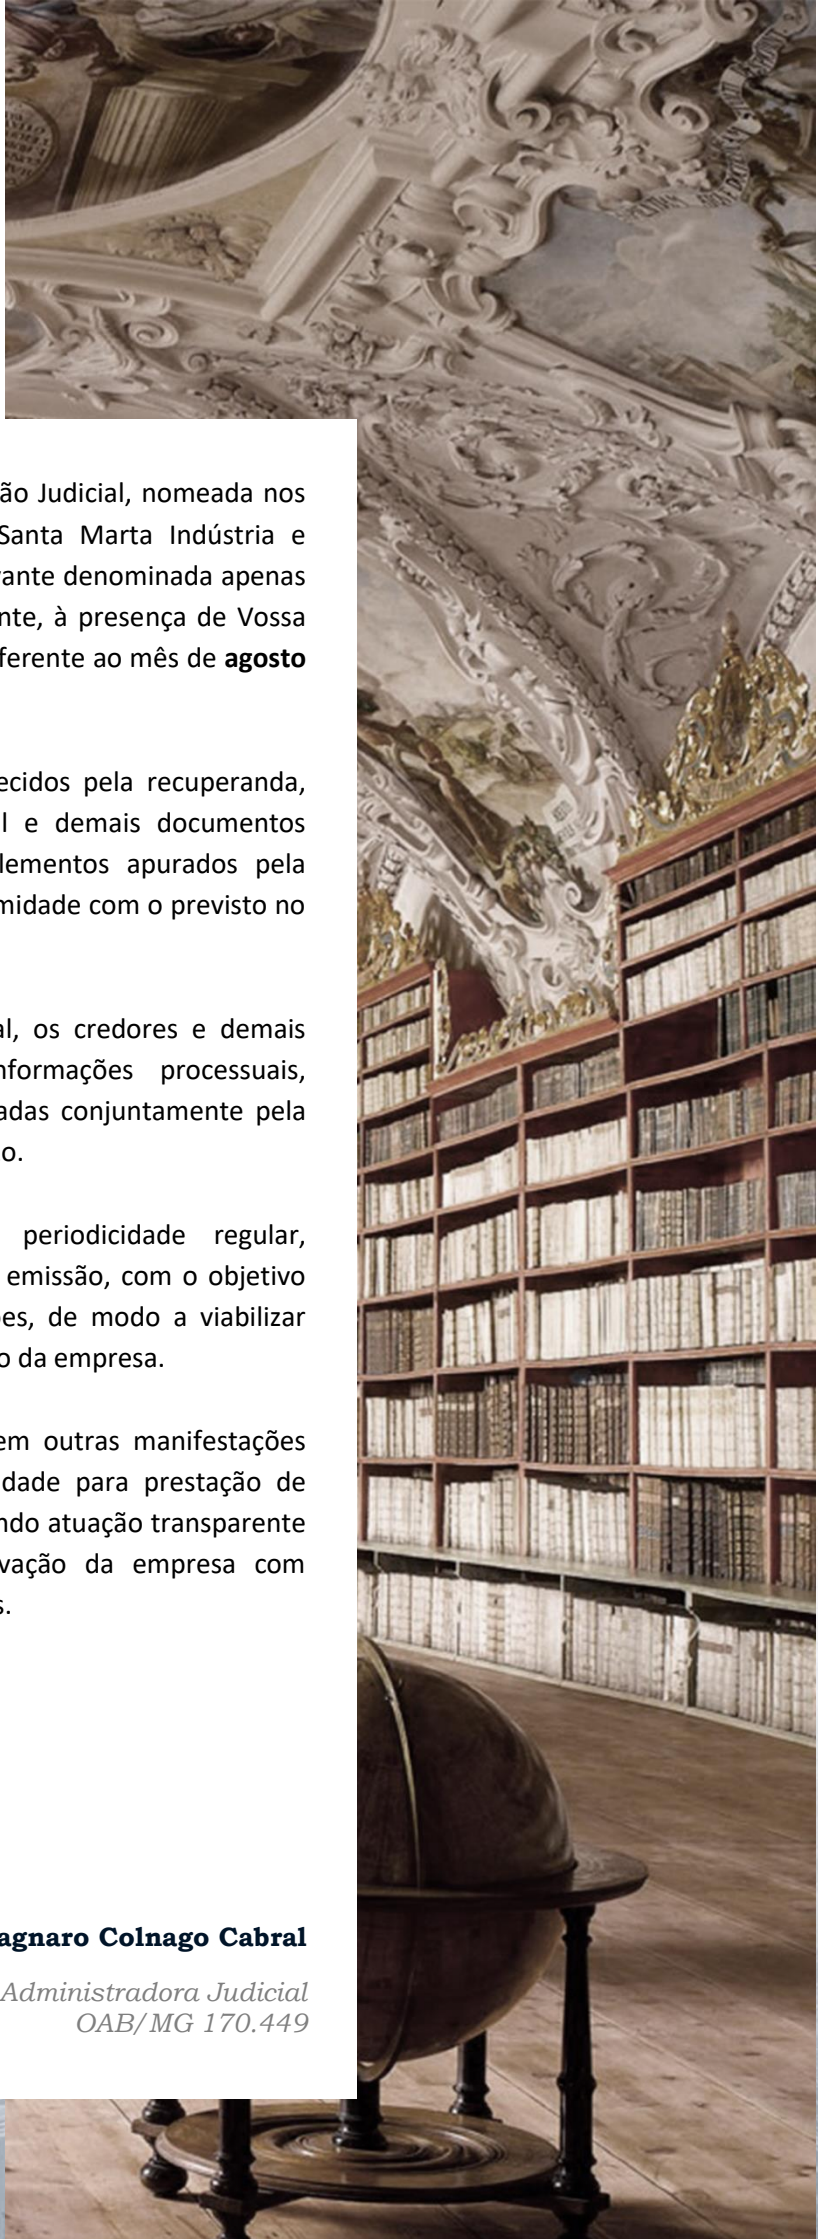 ão Judicial, nomeada nos
Santa Marta Indústria e
rante denominada apenas
nte, à presença de Vossa
ferente ao mês de agosto
ecidos pela recuperanda,
l e demais documentos
lementos apurados pela
midade com o previsto no
al, os credores e demais
nformações processuais,
adas conjuntamente pela
o.
periodicidade regular,
emissão, com o objetivo
es, de modo a viabilizar
o da empresa.
em outras manifestações
dade para prestação de
ndo atuação transparente
vação da empresa com
s.
agnaro Colnago Cabral
Administradora Judicial
OAB/MG 170.449